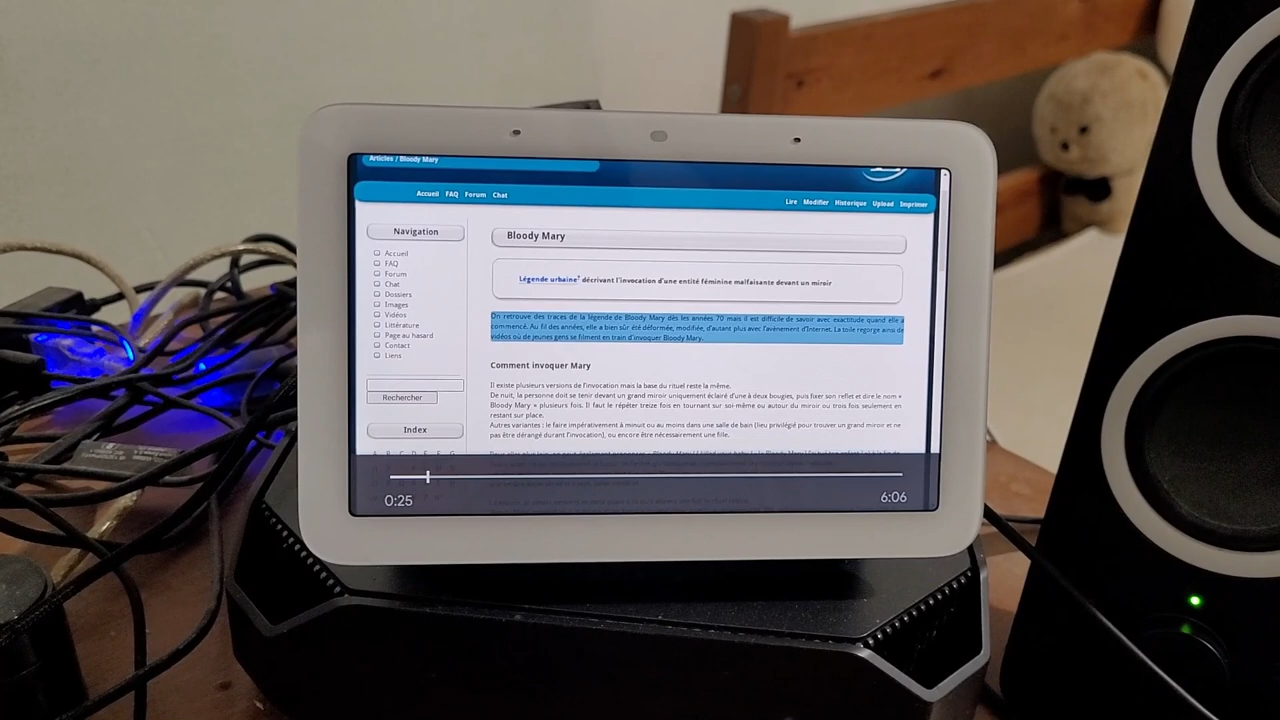 Articles / Bloody Mary
Accueil FAQ Forum Chat
Lire Modifier Historique Upload Imprimer
Navigation
Accueil
FAQ
Forum
Chat
Dossiers
Images
Vidéos
Littérature
Page au hasard
Contact
Liens
Rechercher
Index
Bloody Mary
Légende urbaine? décrivant l'invocation d'une entité féminine malfaisante devant un miroir
On retrouve des traces de la légende de Bloody Mary dès les années 70 mais il est difficile de savoir avec exactitude quand elle a
commencé. Au fil des années, elle a bien sûr été déformée, modifiée, d'autant plus avec l'avènement d'Internet. La toile regorge ainsi de
vidéos où de jeunes gens se filment en train d'invoquer Bloody Mary.
Comment invoquer Mary
Il existe plusieurs versions de l'invocation mais la base du rituel reste la même.
De nuit, la personne doit se tenir devant un grand miroir uniquement éclairé d'une à deux bougies, puis fixer son reflet et dire le nom «
Bloody Mary » plusieurs fois. Il faut le répéter treize fois en tournant sur soi-même ou autour du miroir ou trois fois seulement en
restant sur place.
Autres variantes : le faire impérativement à minuit ou au moins dans une salle de bain (lieu privilégié pour trouver un grand miroir et ne
pas être dérangé durant l'invocation), ou encore être nécessairement une fille.
0:25
6:06